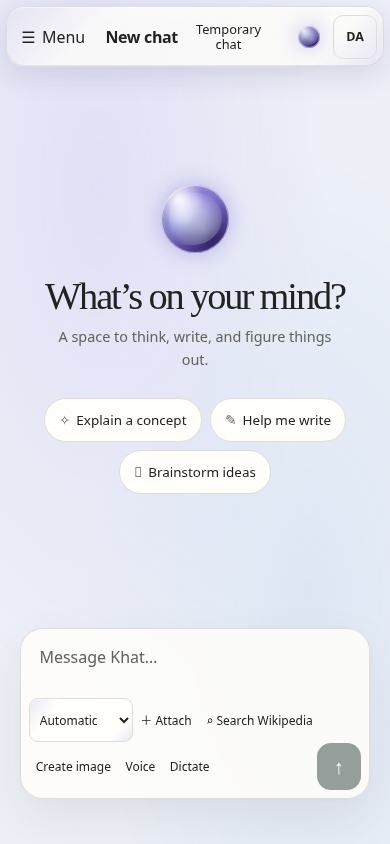 ☰ Menu
New chat
Temporary
chat
DA
What's on your mind?
A space to think, write, and figure things
out.
✧ Explain a concept
✎ Help me write
Brainstorm ideas
Message Khat...
Automatic
+ Attach
⌕ Search Wikipedia
Create image
Voice
Dictate
↑